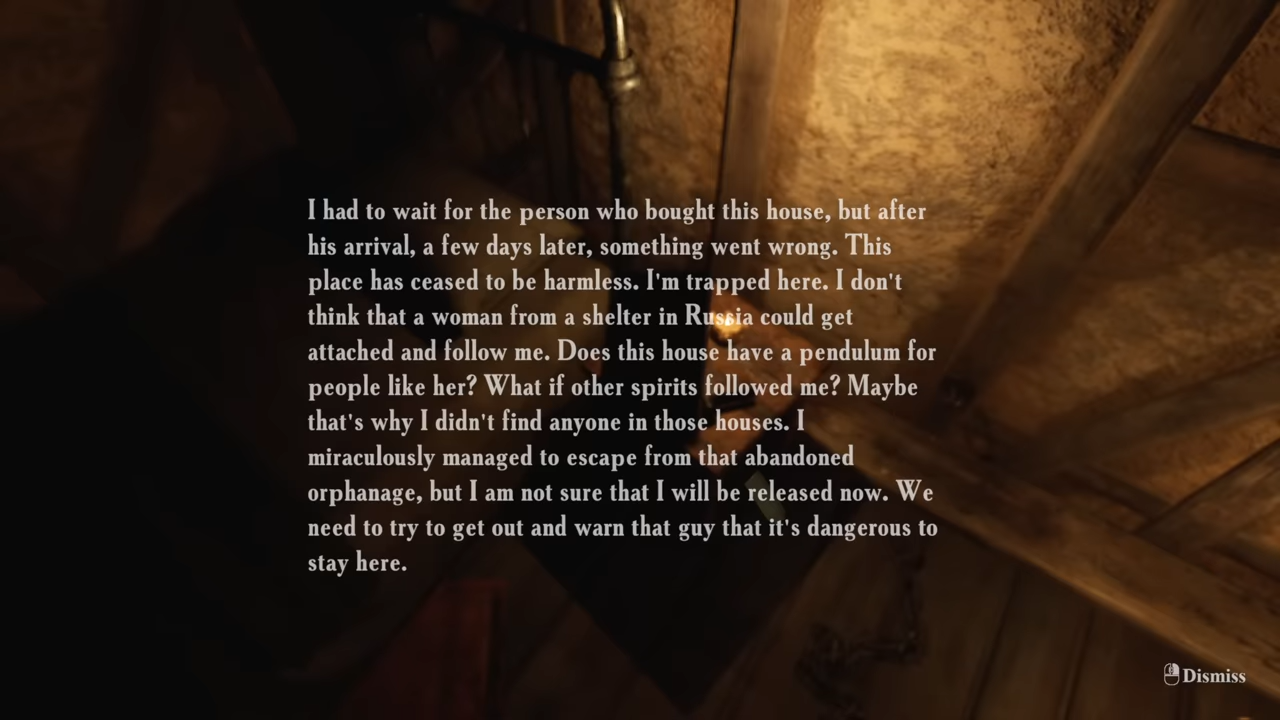 I had to wait for the person who bought this house, but after
his arrival, a few days later, something went wrong. This
place has ceased to be harmless. I'm trapped here. I don't
think that a woman from a shelter in Russia could get
attached and follow me. Does this house have a pendulum for
people like her? What if other spirits followed me? Maybe
that's why I didn't find anyone in those houses. I
miraculously managed to escape from that abandoned
orphanage, but I am not sure that I will be released now. We
need to try to get out and warn that guy that it's dangerous to
stay here.
Dismiss